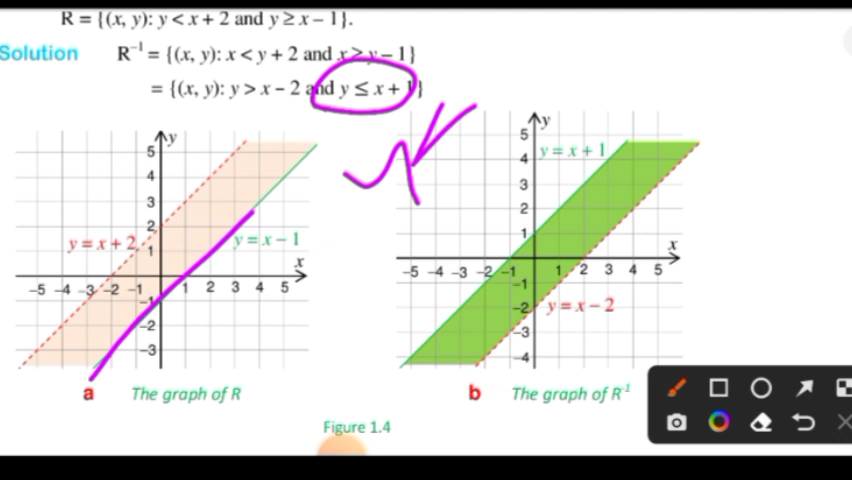 R = {(x, y): y < x + 2 and y ≥ x – 1}.
Solution R⁻¹ = {(x, y): x < y + 2 and x ≥ y – 1}
= {(x, y): y > x – 2 and y ≤ x + 1}
y
5
4
3
2
1
y = x + 2
y = x – 1
x
–5 –4 –3 –2 –1 1 2 3 4 5
–1
–2
–3
a The graph of R
y
5
4
3
2
1
y = x + 1
x
–5 –4 –3 –2 –1 1 2 3 4 5
–1
–2
–3
–4
y = x – 2
b The graph of R⁻¹
Figure 1.4